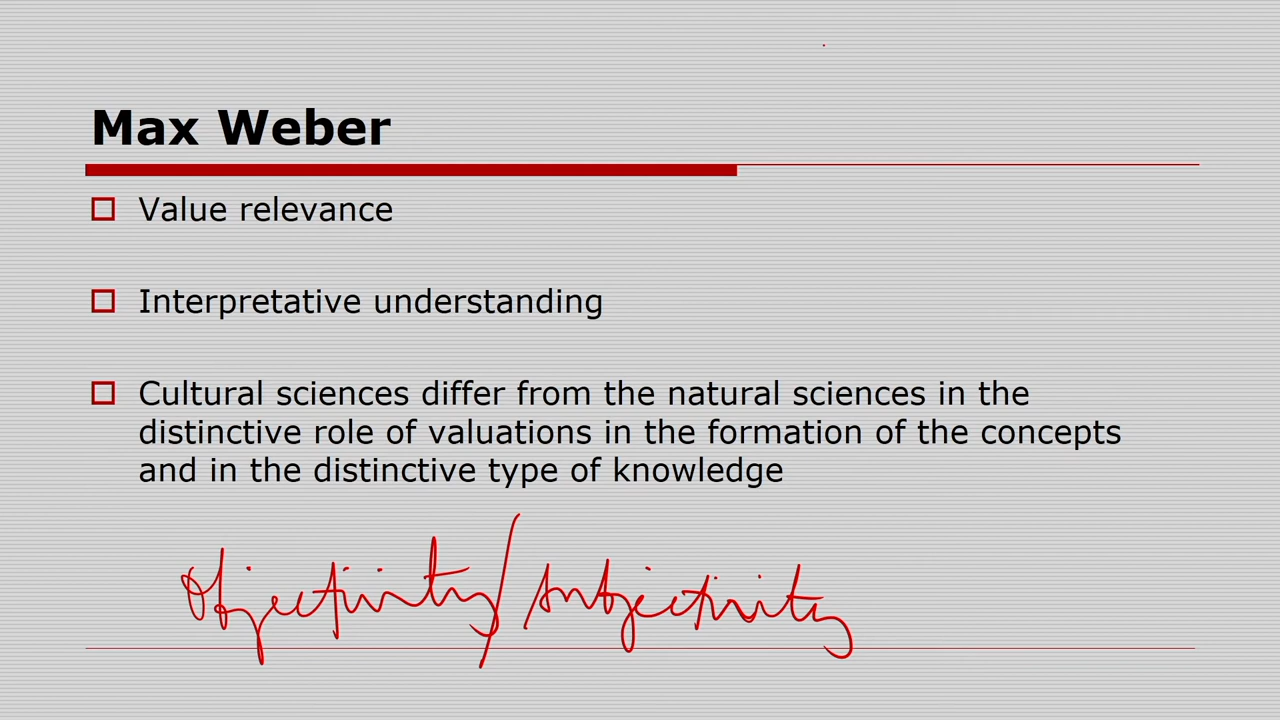 Max Weber
Value relevance
Interpretative understanding
Cultural sciences differ from the natural sciences in the
distinctive role of valuations in the formation of the concepts
and in the distinctive type of knowledge
Objectivity/subjectivity